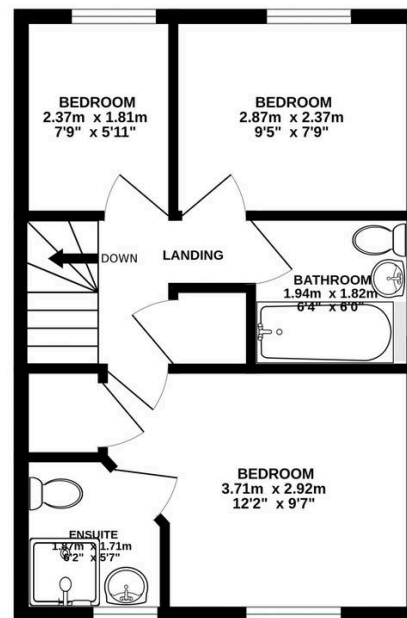 BEDROOM
2.37m x 1.81m
7'9" x 5'11"
BEDROOM
2.87m x 2.37m
9'5" x 7'9"
DOWN
LANDING
BATHROOM
1.94m x 1.82m
6'4" x 6'0"
BEDROOM
3.71m x 2.92m
12'2" x 9'7"
ENSUITE
1.87m x 1.71m
6'2" x 5'7"